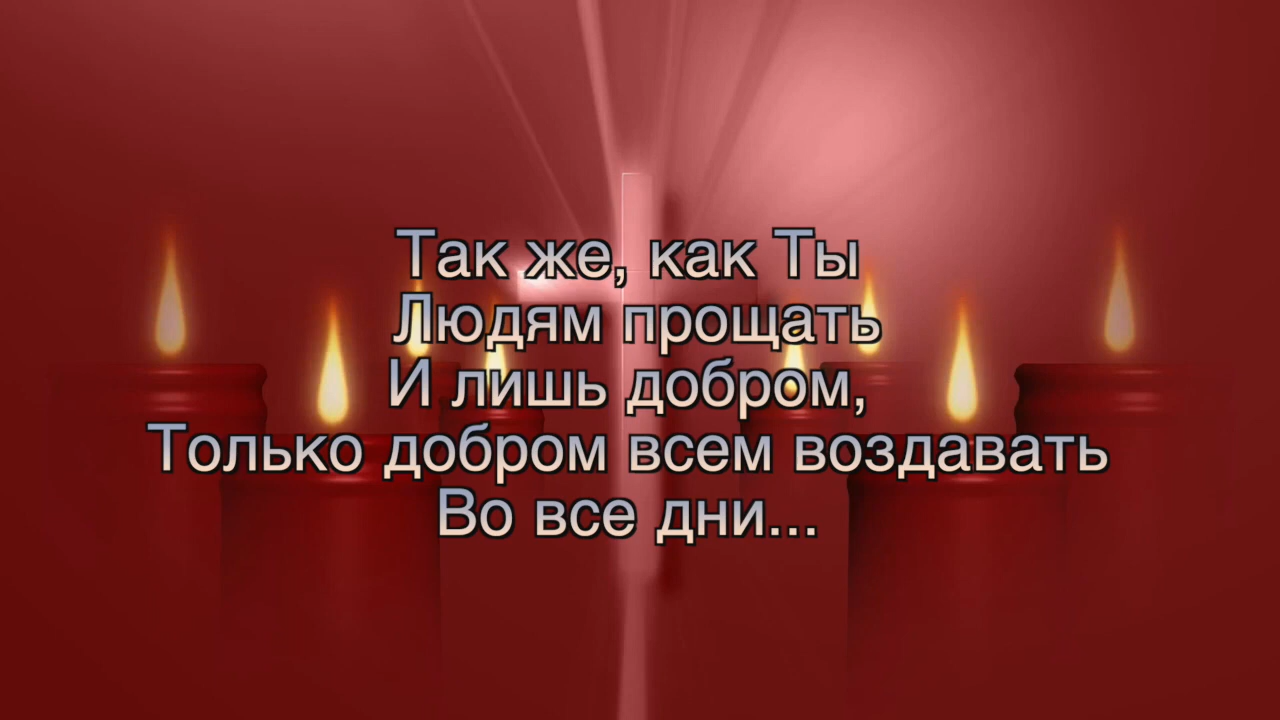 Так же, как Ты
Людям прощать
И лишь добром,
Только добром всем воздавать
Во все дни...